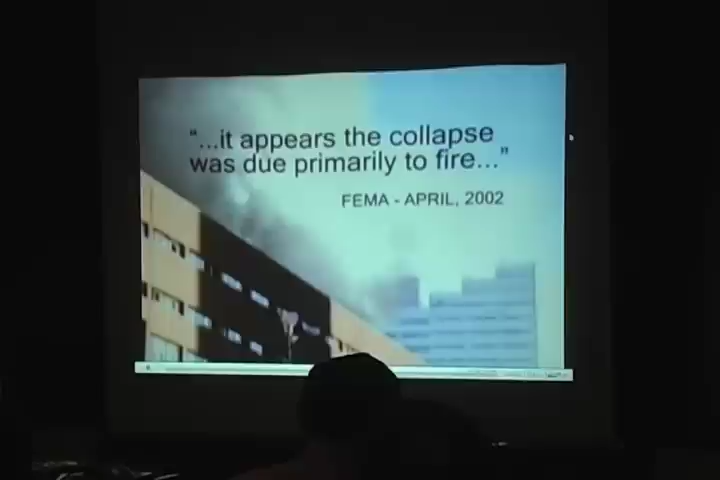 “...it appears the collapse
was due primarily to fire...”
FEMA - APRIL, 2002